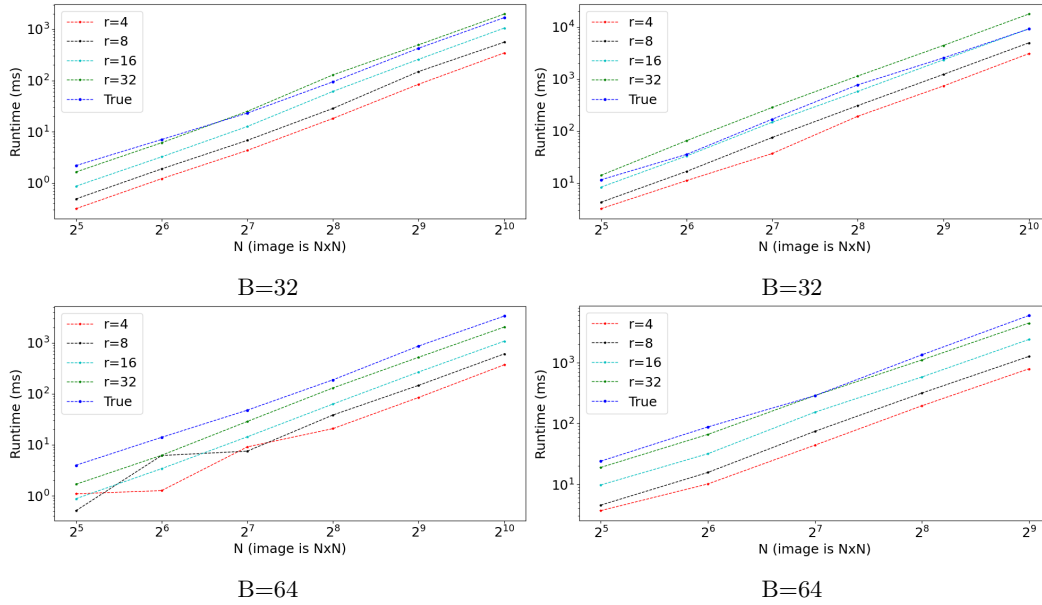 10^3
10^2
10^1
10^0
Runtime (ms)
r=4
r=8
r=16
r=32
True
2^5 2^6 2^7 2^8 2^9 2^10
N (image is NxN)
B=32
10^4
10^3
10^2
10^1
Runtime (ms)
r=4
r=8
r=16
r=32
True
2^5 2^6 2^7 2^8 2^9 2^10
N (image is NxN)
B=32
10^3
10^2
10^1
10^0
Runtime (ms)
r=4
r=8
r=16
r=32
True
2^5 2^6 2^7 2^8 2^9 2^10
N (image is NxN)
B=64
10^3
10^2
10^1
Runtime (ms)
r=4
r=8
r=16
r=32
True
2^5 2^6 2^7 2^8 2^9
N (image is NxN)
B=64